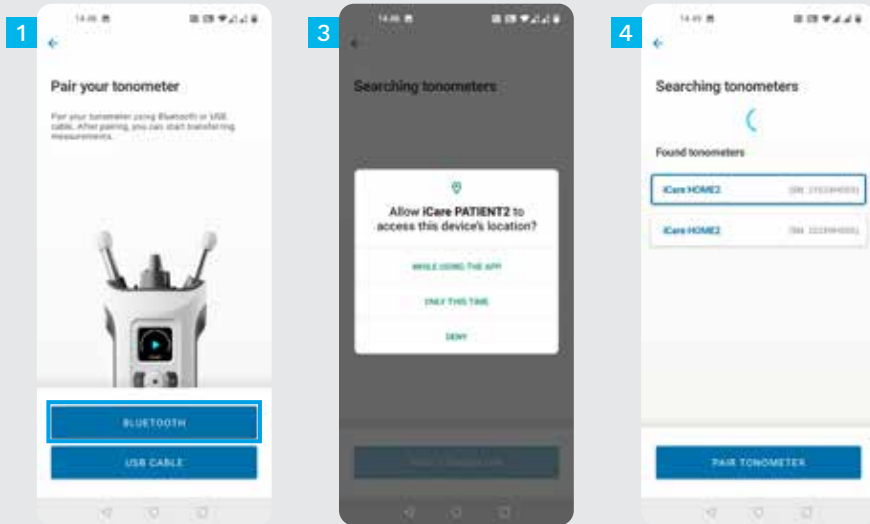 1
14.46
Pair your tonometer
Pair your tonometer using Bluetooth or USB
cable. After pairing, you can start transferring
measurements.
BLUETOOTH
USB CABLE
3
14.46
Searching tonometers
Allow iCare PATIENT2 to
access this device's location?
WHILE USING THE APP
ONLY THIS TIME
DENY
4
Searching tonometers
Found tonometers
iCare HOME2
iCare HOME2
PAIR TONOMETER